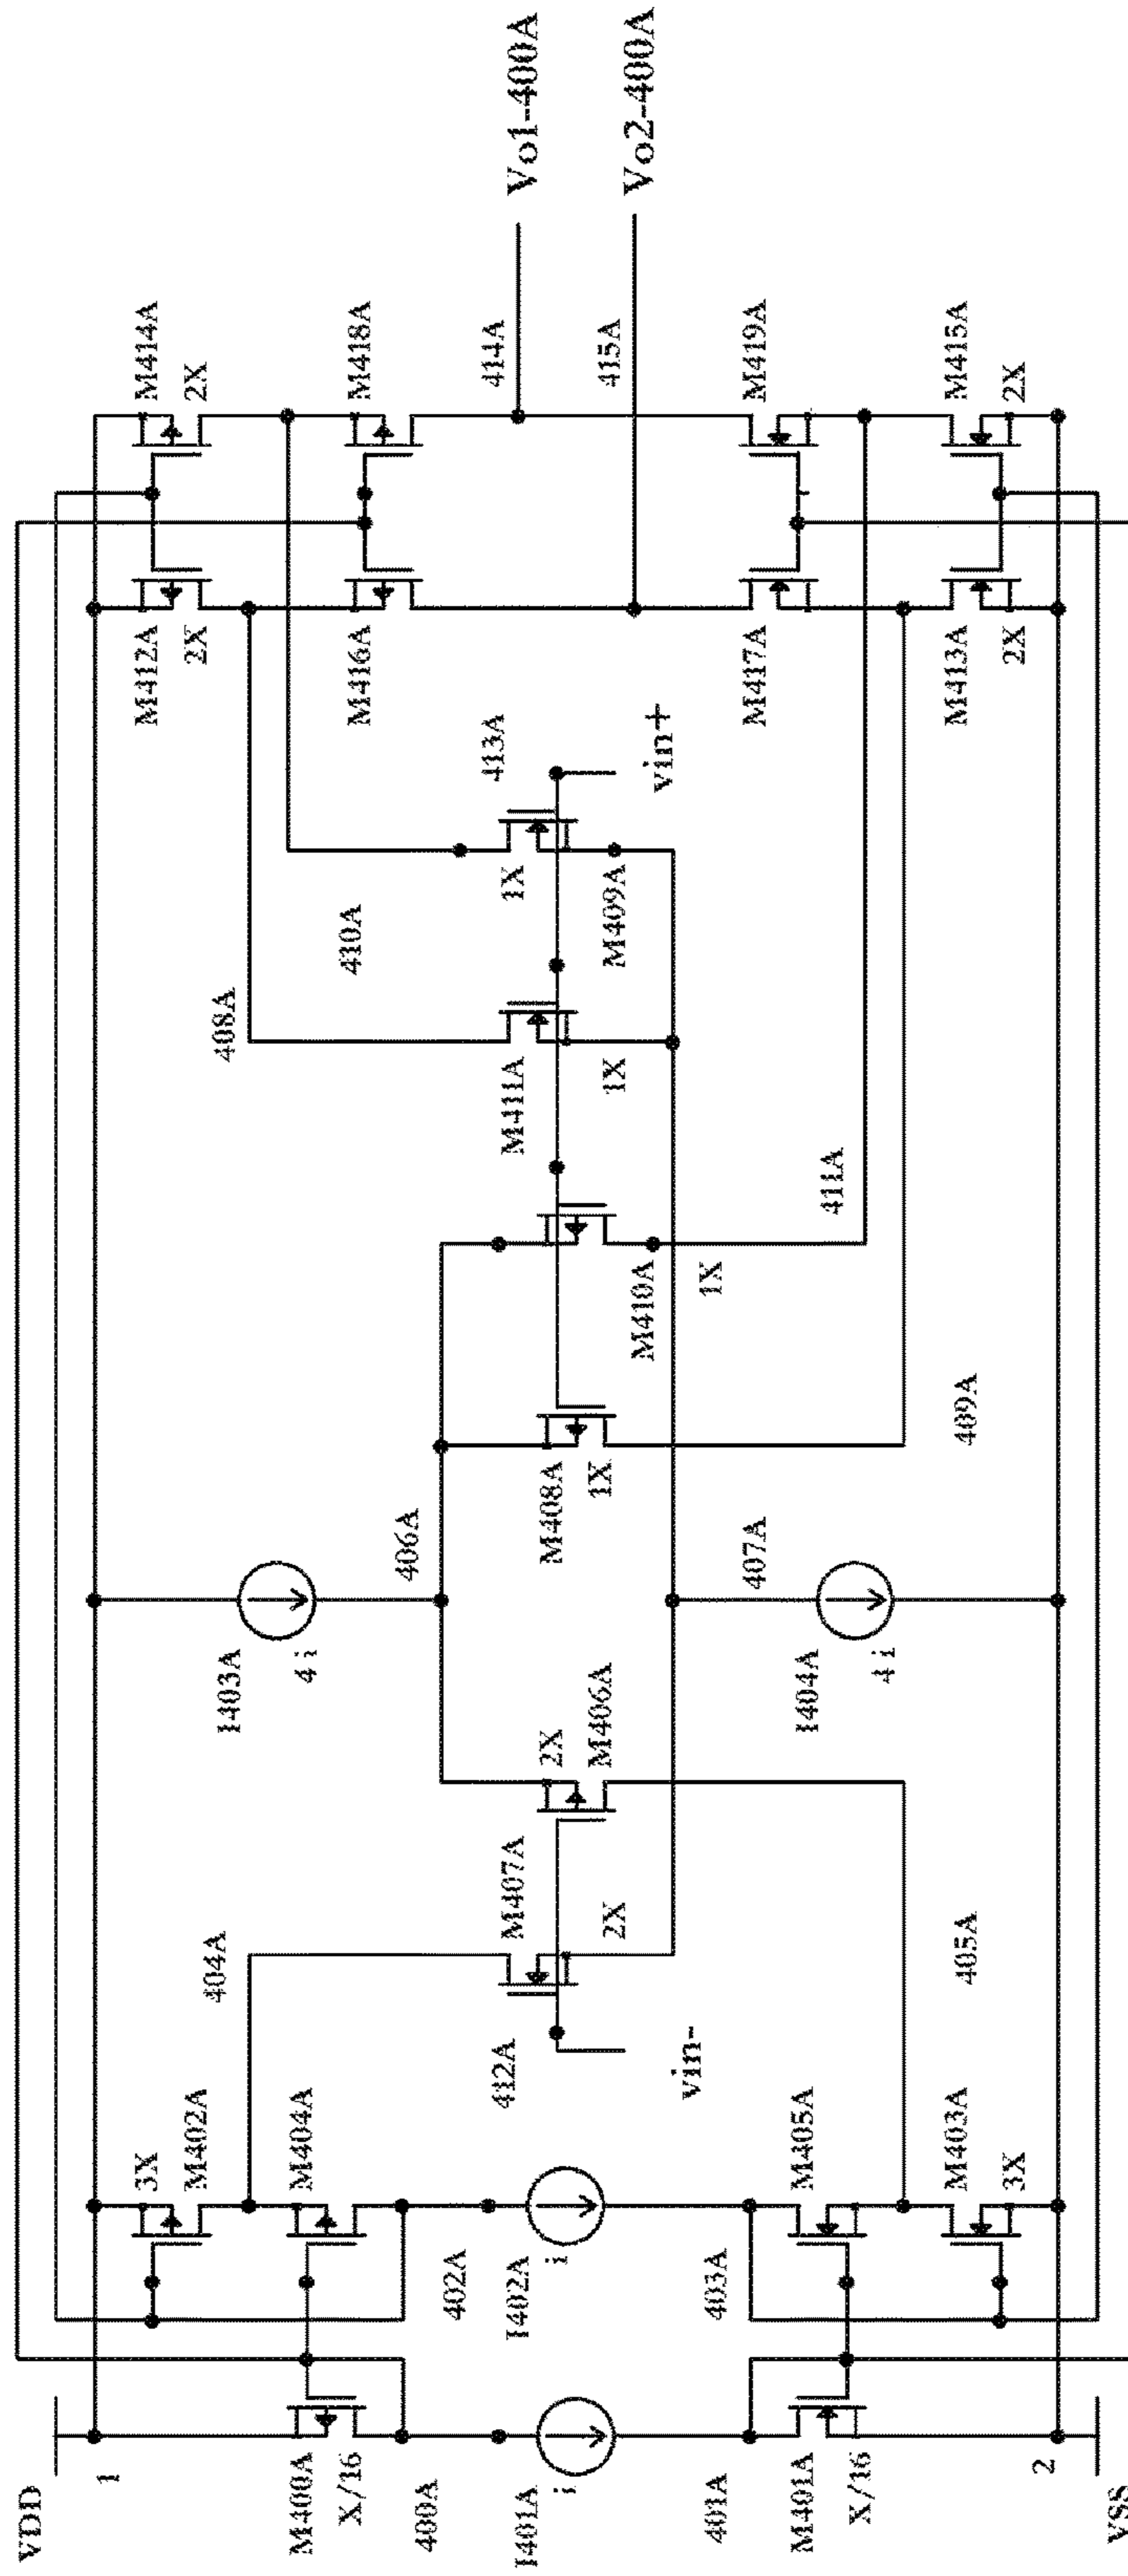 VDD
1
M400A
X/16
400A
I401A
i
401A
M401A
X/16
2
VSS
3X
M402A
M404A
402A
I402A
i
403A
M405A
M403A
3X
404A
412A
vin-
M407A
2X
405A
2X
M406A
I403A
4 i
I404A
4 i
406A
407A
M408A
1X
409A
M410A
1X
411A
408A
M411A
1X
410A
1X
M409A
413A
vin+
M412A
2X
M416A
M417A
M413A
2X
M414A
2X
M418A
414A
415A
M419A
M415A
2X
Vo1-400A
Vo2-400A